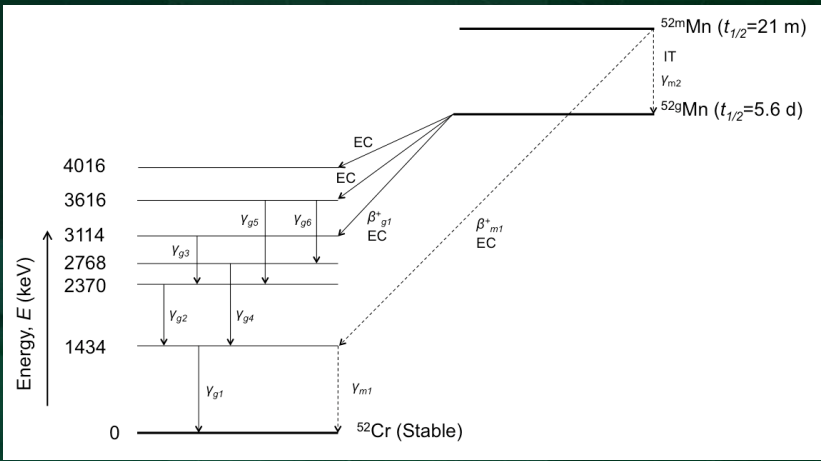 52mMn (t1/2=21 m)
IT
γm2
52gMn (t1/2=5.6 d)
EC
4016
EC
3616
γg5
γg6
β+g1
EC
β+m1
EC
3114
γg3
2768
2370
γg2
γg4
1434
γg1
γm1
0
52Cr (Stable)
Energy, E (keV)